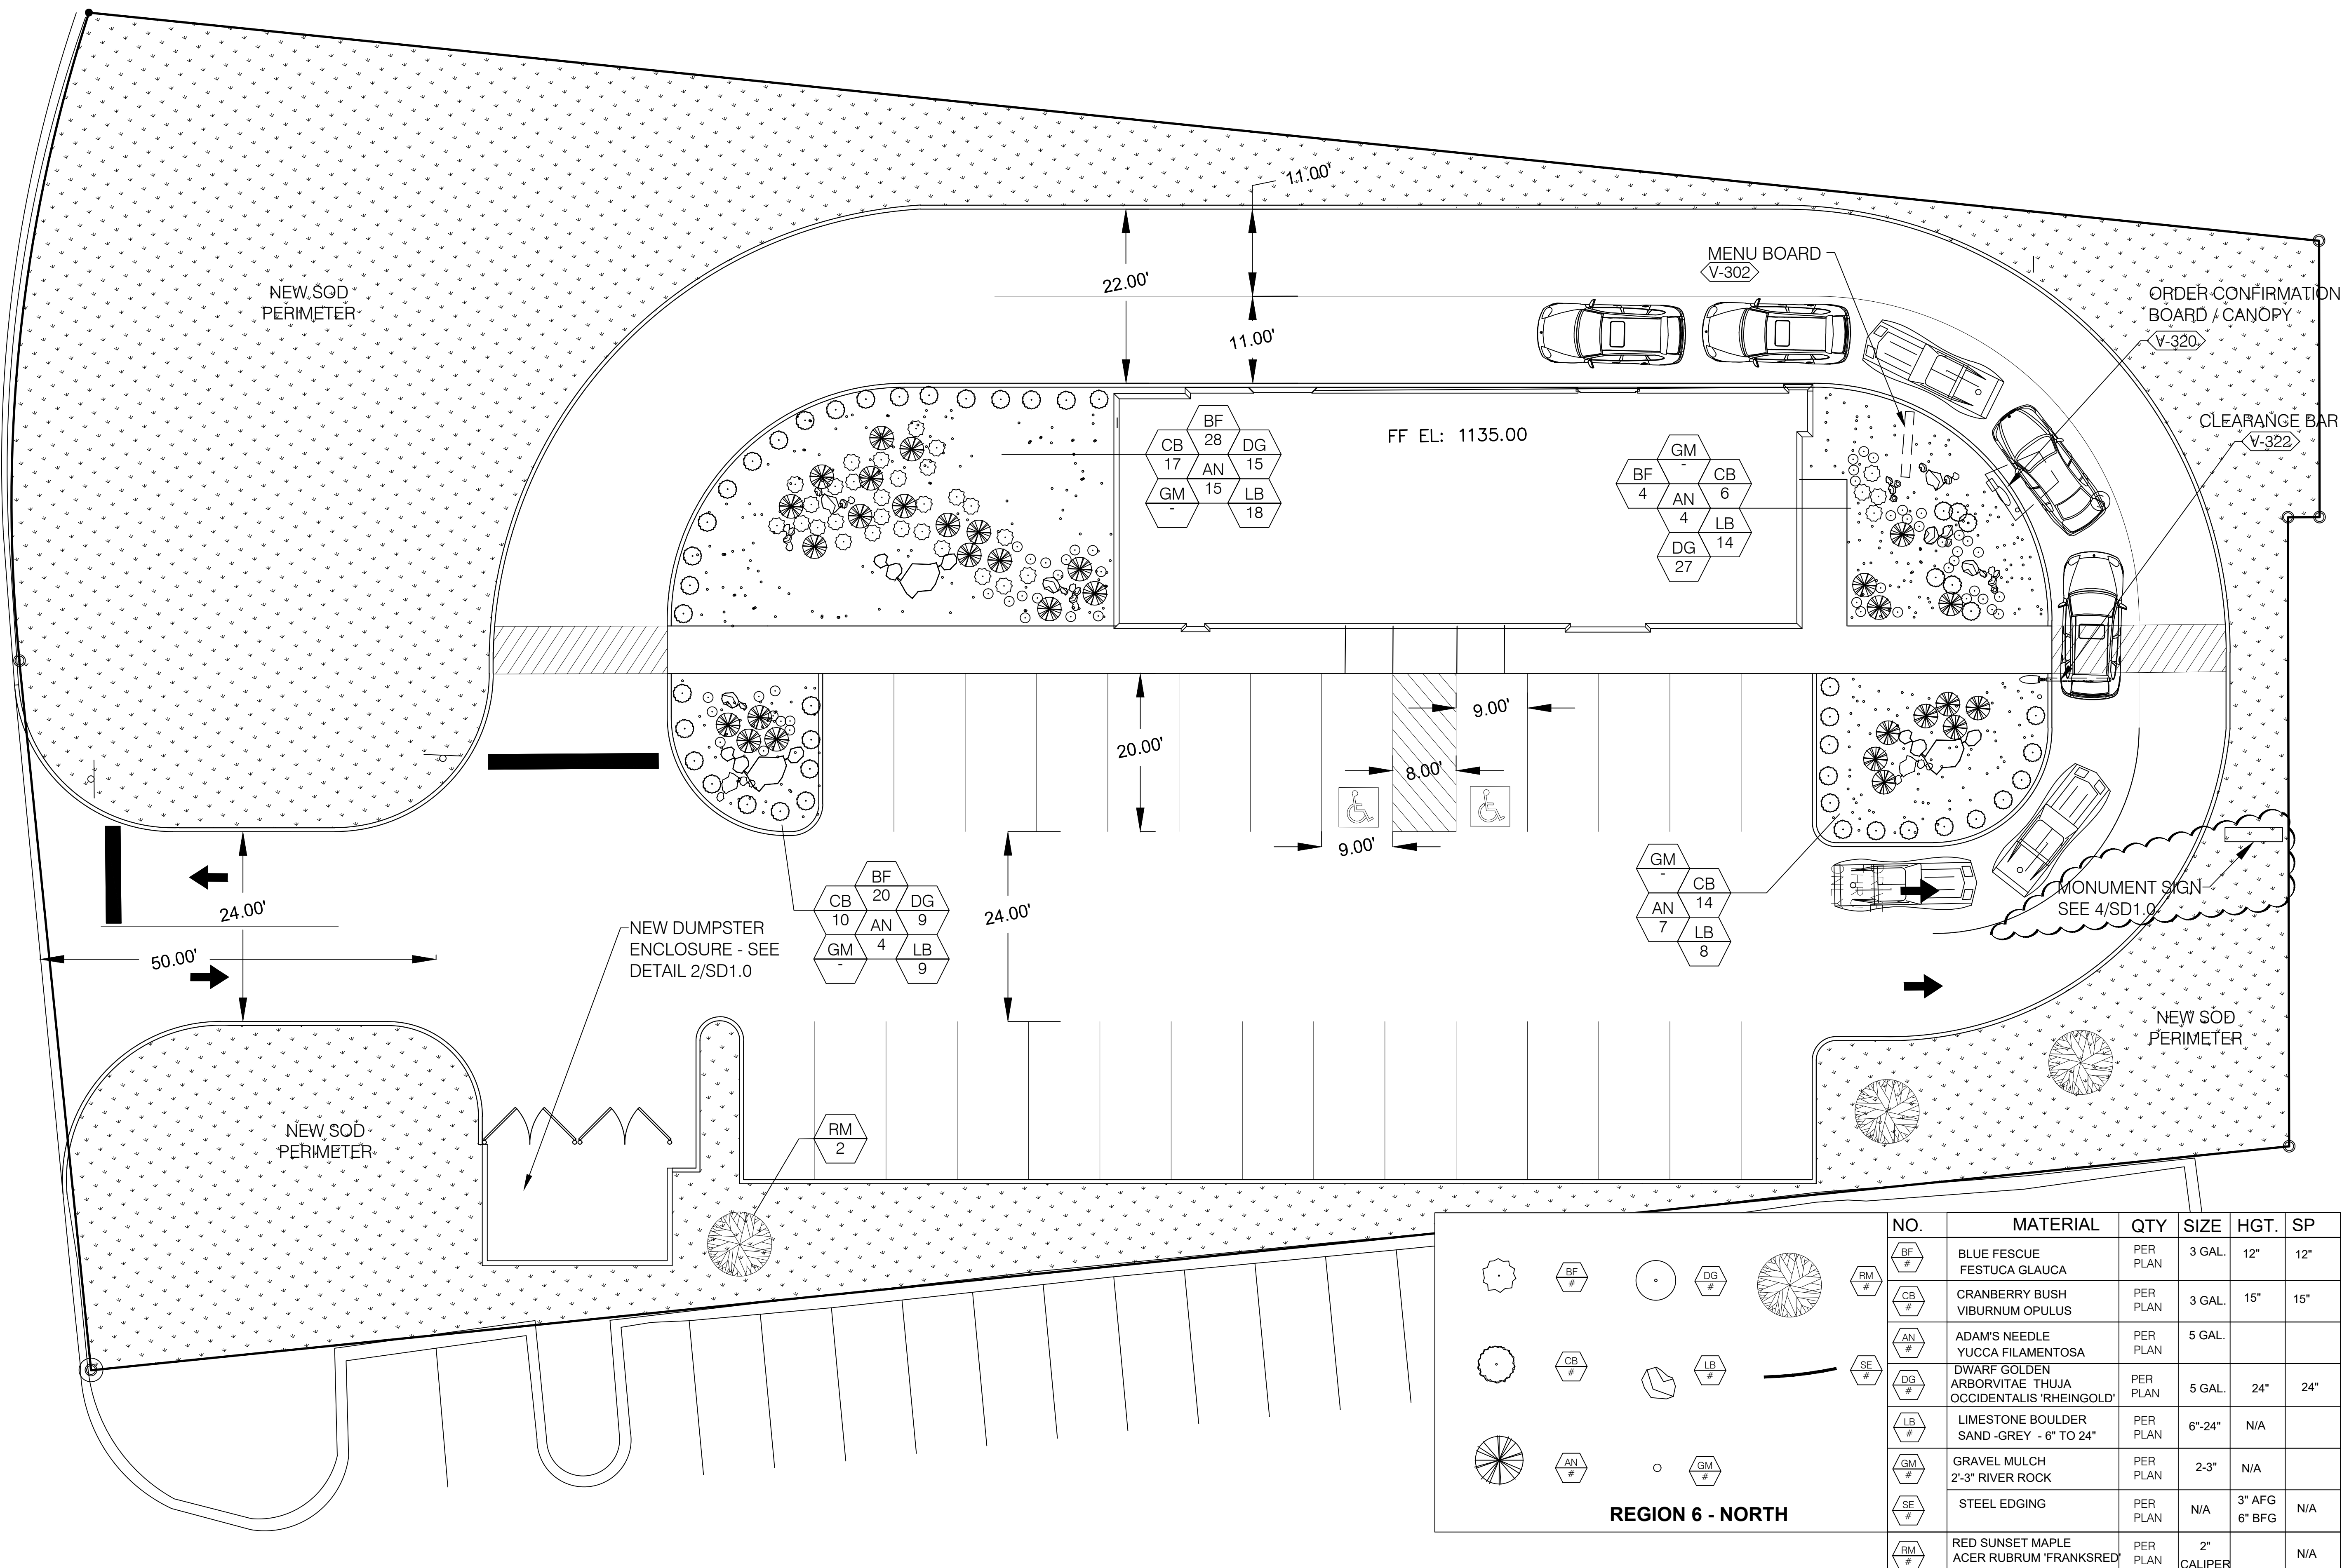 11.00'
22.00'
11.00'
MENU BOARD
V-302
NEW SOD
PERIMETER
ORDER CONFIRMATION
BOARD / CANOPY
V-320
CLEARANCE BAR
V-322
FF EL: 1135.00
BF
28
CB
17
DG
15
AN
15
GM
-
LB
18
GM
-
BF
4
CB
6
AN
4
LB
14
DG
27
20.00'
9.00'
8.00'
9.00'
24.00'
24.00'
50.00'
NEW DUMPSTER
ENCLOSURE - SEE
DETAIL 2/SD1.0
BF
20
CB
10
DG
9
AN
4
GM
-
LB
9
GM
-
CB
14
AN
7
LB
8
MONUMENT SIGN
SEE 4/SD1.0
NEW SOD
PERIMETER
NEW SOD
PERIMETER
RM
2
BF
#
DG
#
RM
#
CB
#
LB
#
SE
#
AN
#
GM
#
REGION 6 - NORTH
NO. MATERIAL QTY SIZE HGT. SP
BF # BLUE FESCUE FESTUCA GLAUCA PER PLAN 3 GAL. 12" 12"
CB # CRANBERRY BUSH VIBURNUM OPULUS PER PLAN 3 GAL. 15" 15"
AN # ADAM'S NEEDLE YUCCA FILAMENTOSA PER PLAN 5 GAL.
DG # DWARF GOLDEN ARBORVITAE THUJA OCCIDENTALIS 'RHEINGOLD' PER PLAN 5 GAL. 24" 24"
LB # LIMESTONE BOULDER SAND -GREY - 6" TO 24" PER PLAN 6"-24" N/A
GM # GRAVEL MULCH 2'-3" RIVER ROCK PER PLAN 2-3" N/A
SE # STEEL EDGING PER PLAN N/A 3" AFG 6" BFG N/A
RM # RED SUNSET MAPLE ACER RUBRUM 'FRANKSRED' PER PLAN 2" CALIPER N/A